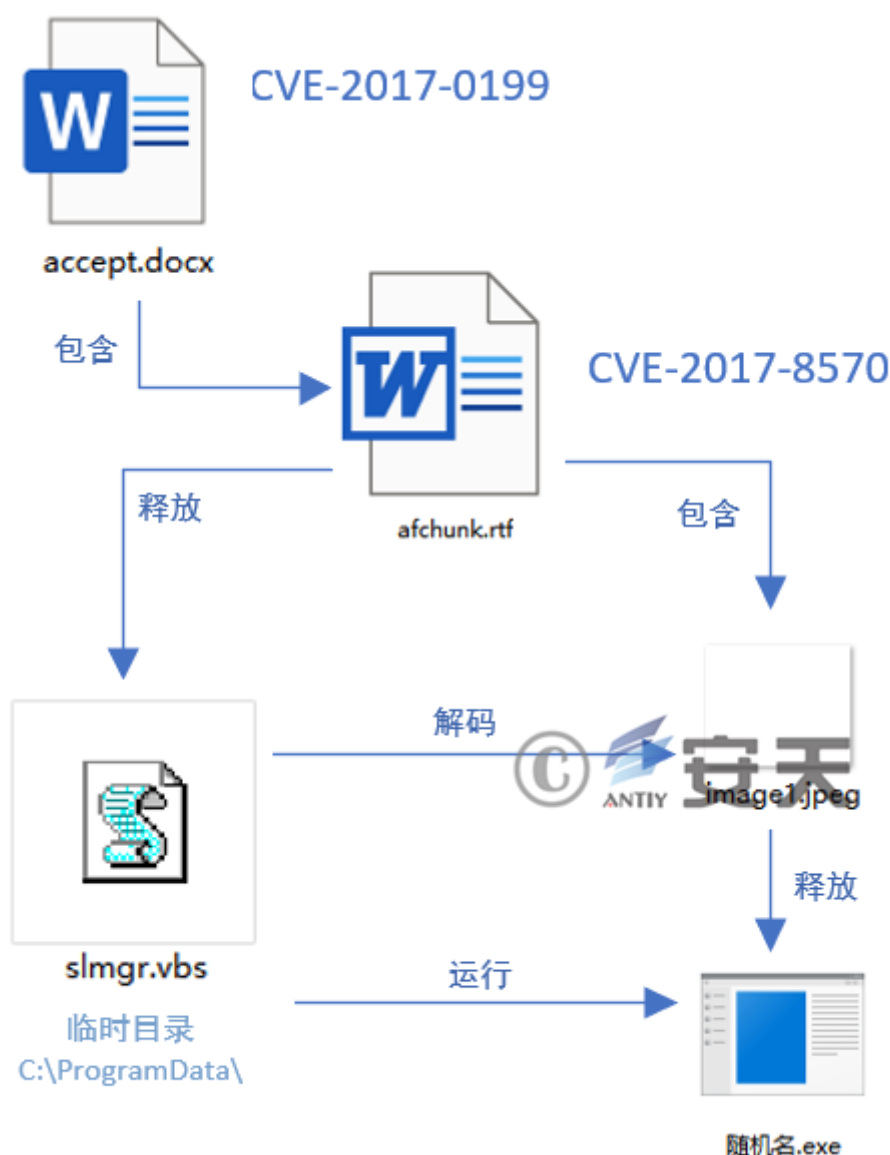 CVE-2017-0199
W
accept.docx
包含
W
CVE-2017-8570
释放
包含
afchunk.rtf
解码
© ANTIY 安天
image1.jpeg
释放
slmgr.vbs
运行
临时目录
C:\ProgramData\
随机名.exe